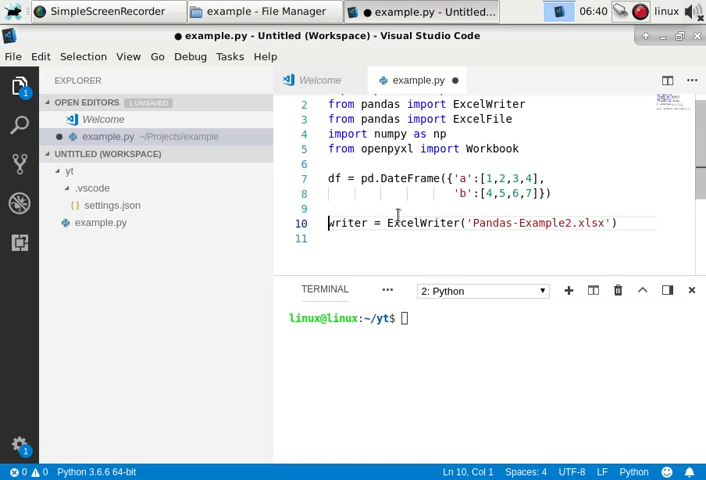 SimpleScreenRecorder
example - File Manager
● example.py - Untitled...
06:40
linux
● example.py - Untitled (Workspace) - Visual Studio Code
File Edit Selection View Go Debug Tasks Help
EXPLORER
Welcome
example.py ●
OPEN EDITORS 1 UNSAVED
Welcome
● example.py ~/Projects/example
UNTITLED (WORKSPACE)
yt
.vscode
{} settings.json
example.py
1
1
2 from pandas import ExcelWriter
3 from pandas import ExcelFile
4 import numpy as np
5 from openpyxl import Workbook
6
7 df = pd.DateFrame({'a':[1,2,3,4],
8 'b':[4,5,6,7]})
9
10 writer = ExcelWriter('Pandas-Example2.xlsx')
11
TERMINAL ••• 2: Python
linux@linux:~/yt$
0 0 Python 3.6.6 64-bit
Ln 10, Col 1 Spaces: 4 UTF-8 LF Python